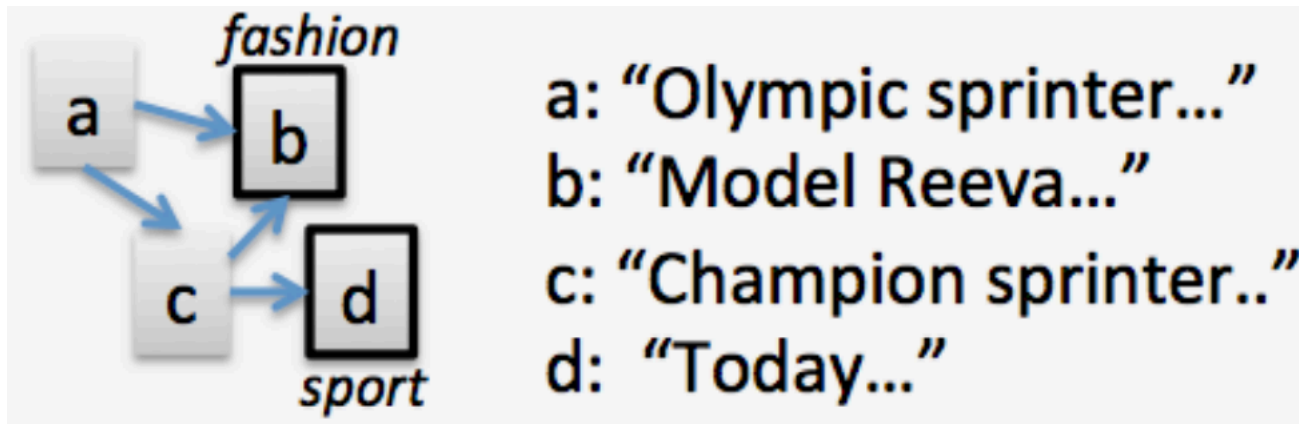 fashion
a
b
c
d
sport
a: “Olympic sprinter...”
b: “Model Reeva...”
c: “Champion sprinter..”
d: “Today...”